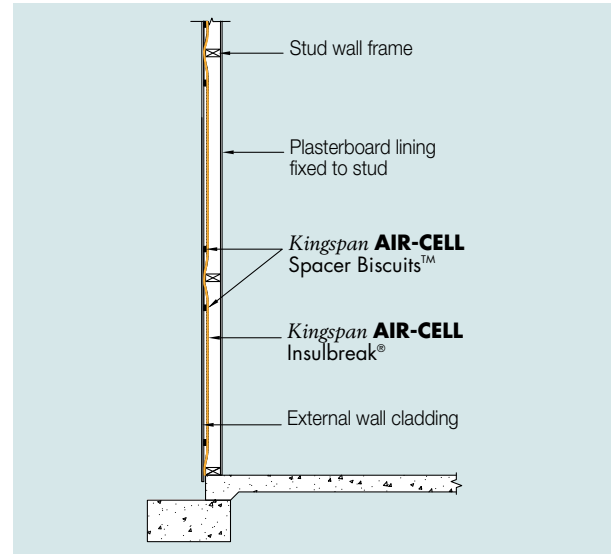 Stud wall frame
Plasterboard lining
fixed to stud
Kingspan AIR-CELL
Spacer Biscuits™
Kingspan AIR-CELL
Insulbreak®
External wall cladding